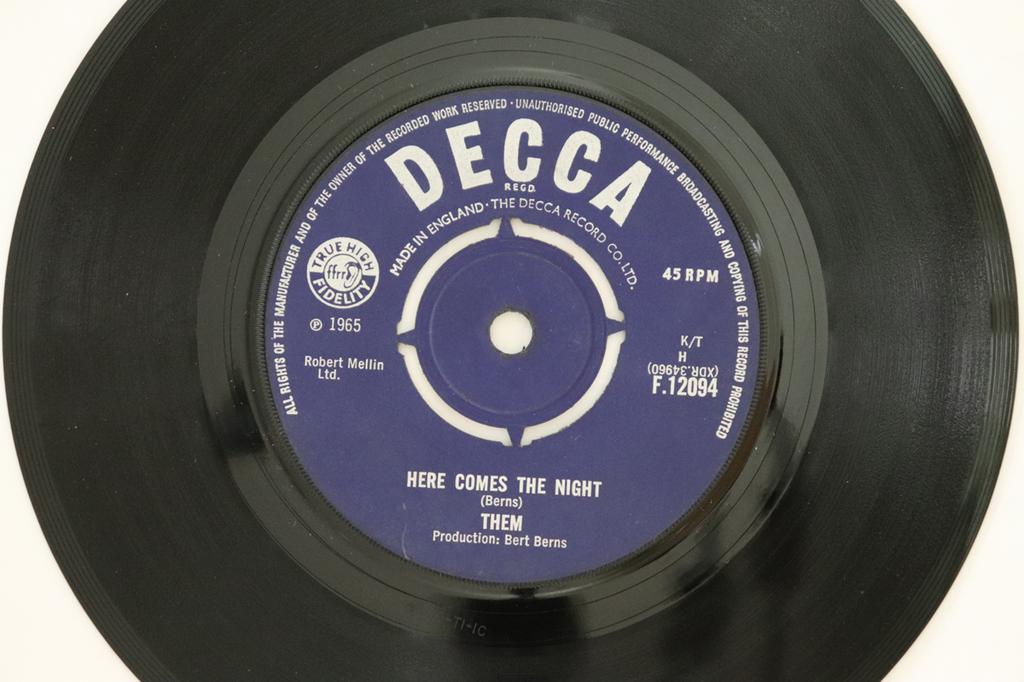 ALL RIGHTS OF THE MANUFACTURER AND OF THE OWNER OF THE RECORDED WORK RESERVED · UNAUTHORISED PUBLIC PERFORMANCE BROADCASTING AND COPYING OF THIS RECORD PROHIBITED
DECCA
REGD.
MADE IN ENGLAND · THE DECCA RECORD CO. LTD.
TRUE HIGH
ffrr
FIDELITY
45 RPM
℗ 1965
Robert Mellin
Ltd.
K/T
H
(XDR.34960)
F.12094
HERE COMES THE NIGHT
(Berns)
THEM
Production: Bert Berns